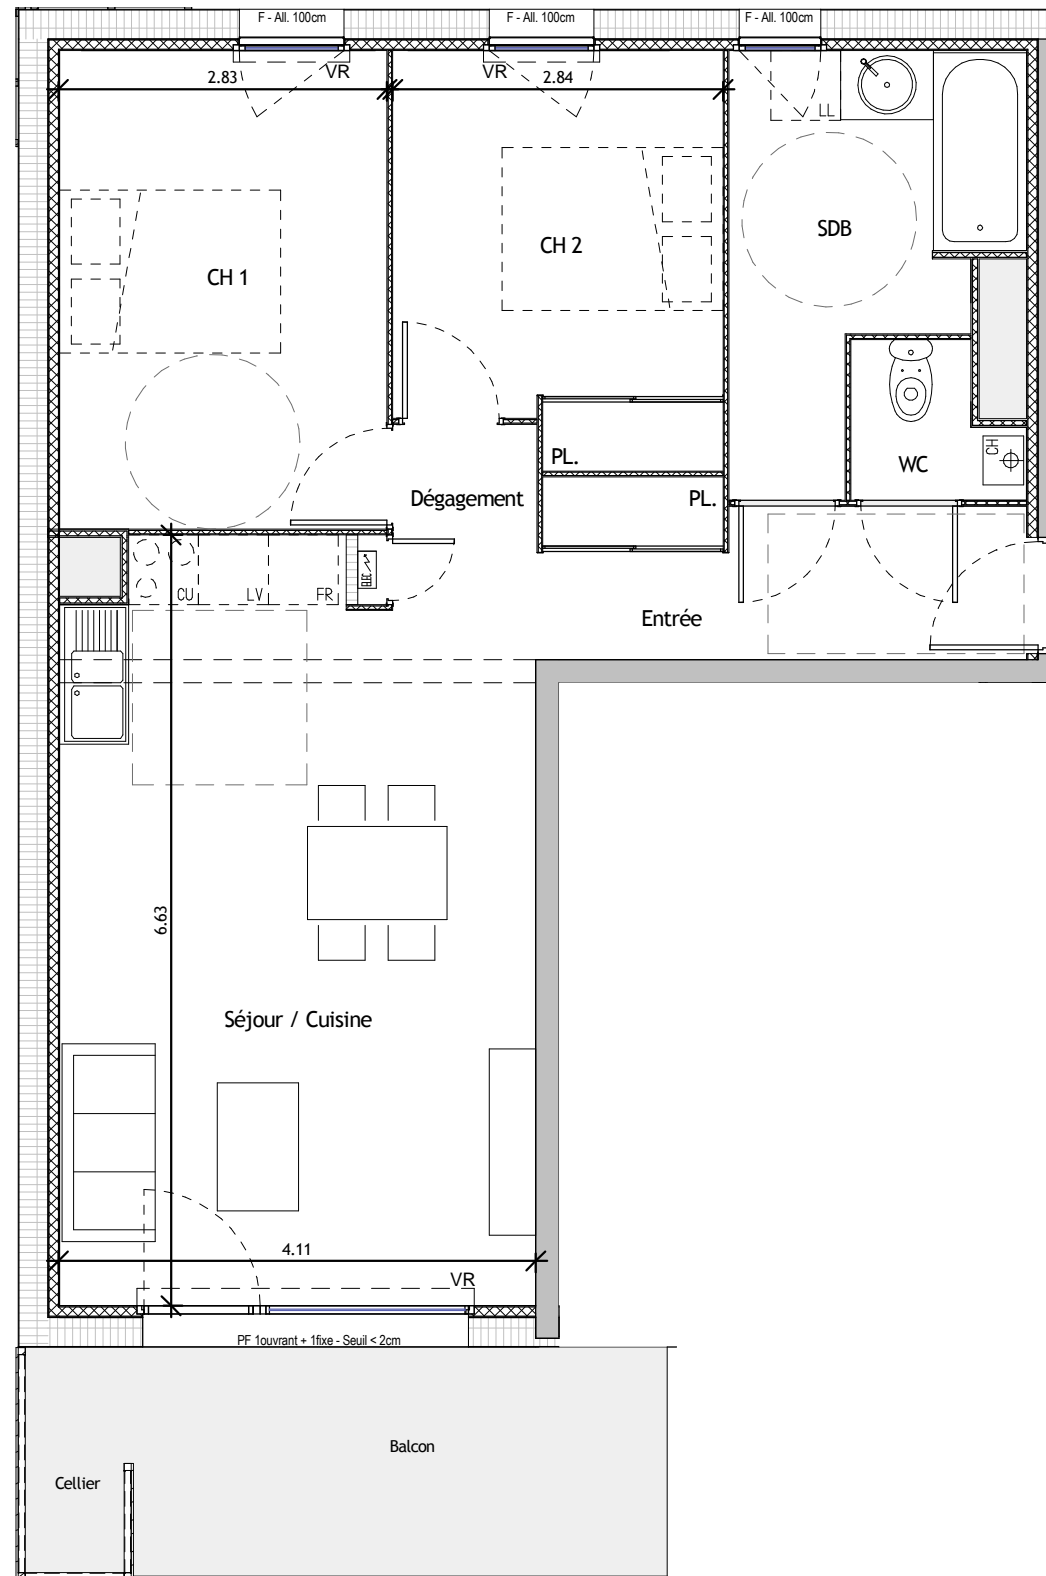 F - All. 100cm
F - All. 100cm
F - All. 100cm
VR
VR
2.83
2.84
LL
SDB
CH 2
CH 1
PL.
WC
CH
Dégagement
PL.
ELEC
CU
LV
FR
Entrée
6.63
Séjour / Cuisine
4.11
VR
PF 1ouvrant + 1fixe - Seuil < 2cm
Balcon
Cellier